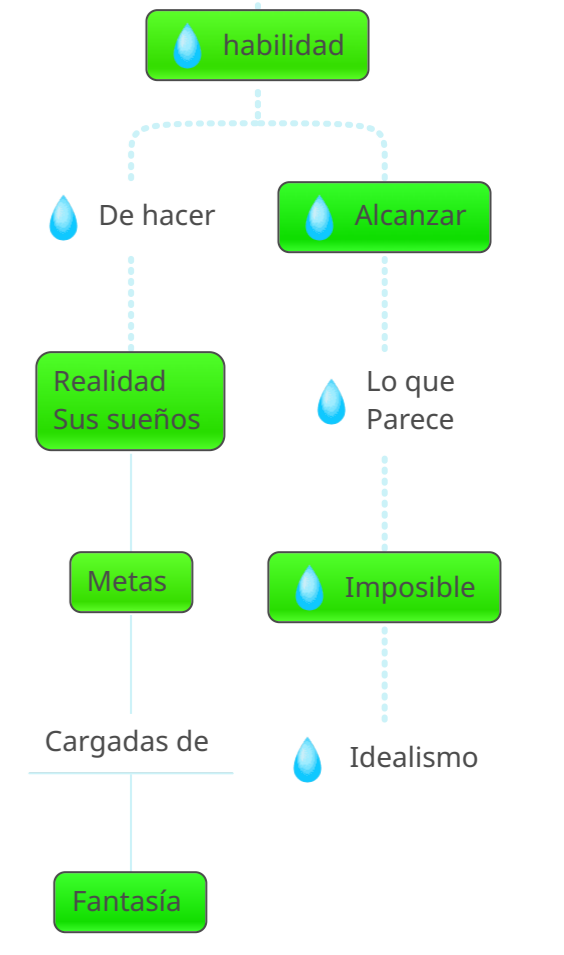 habilidad
De hacer
Alcanzar
Realidad
Sus sueños
Lo que
Parece
Metas
Imposible
Cargadas de
Idealismo
Fantasía